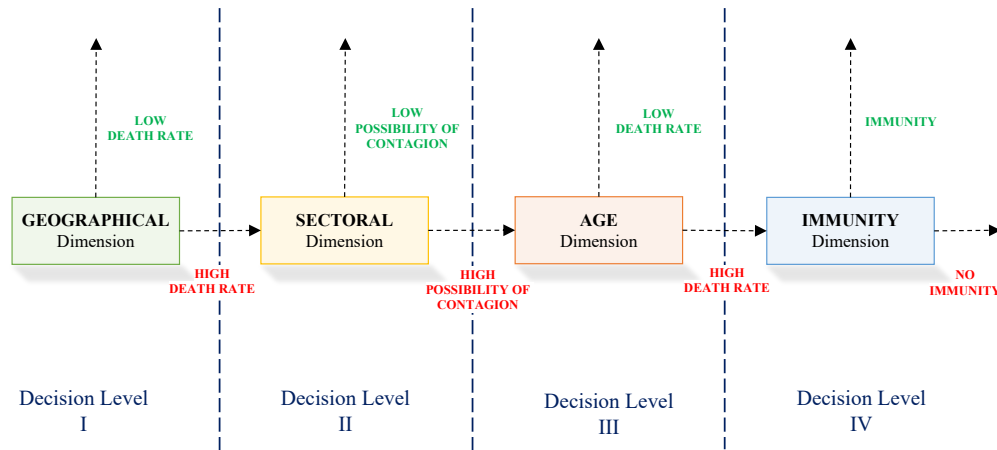 LOW
DEATH RATE
LOW
POSSIBILITY OF
CONTAGION
LOW
DEATH RATE
IMMUNITY
GEOGRAPHICAL
Dimension
SECTORAL
Dimension
AGE
Dimension
IMMUNITY
Dimension
HIGH
DEATH RATE
HIGH
POSSIBILITY OF
CONTAGION
HIGH
DEATH RATE
NO
IMMUNITY
Decision Level
I
Decision Level
II
Decision Level
III
Decision Level
IV